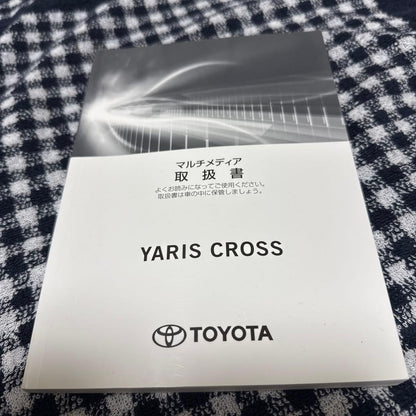 マルチメディア
取扱書
よくお読みになってご使用ください。
取扱書は車の中に保管しましょう。
YARIS CROSS
TOYOTA